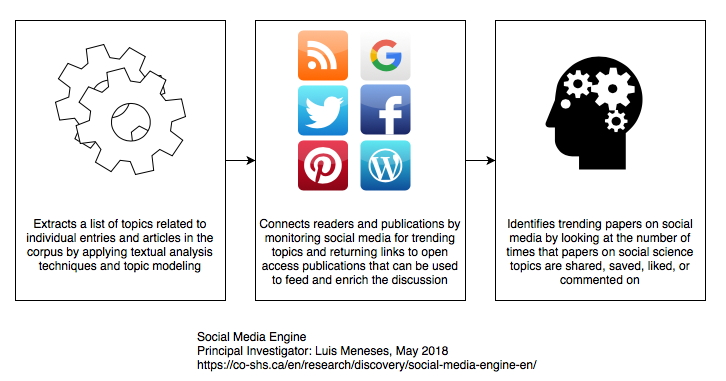 Extracts a list of topics related to
individual entries and articles in the
corpus by applying textual analysis
techniques and topic modeling
Connects readers and publications by
monitoring social media for trending
topics and returning links to open
access publications that can be used
to feed and enrich the discussion
Identifies trending papers on social
media by looking at the number of
times that papers on social science
topics are shared, saved, liked, or
commented on
Social Media Engine
Principal Investigator: Luis Meneses, May 2018
https://co-shs.ca/en/research/discovery/social-media-engine-en/